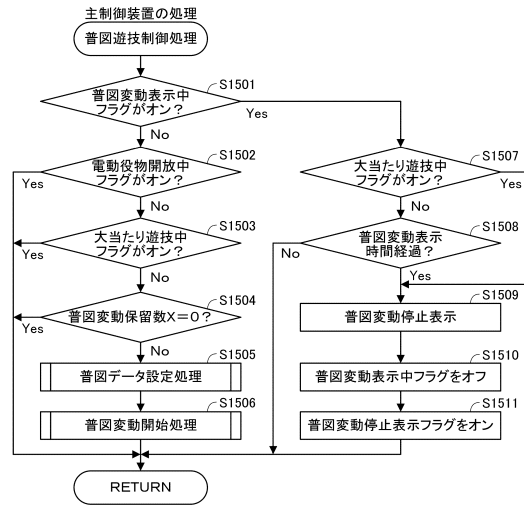 主制御装置の処理
普図遊技制御処理
S1501
普図変動表示中
フラグがオン?
Yes
No
S1502
電動役物開放中
フラグがオン?
Yes
No
S1503
大当たり遊技中
フラグがオン?
Yes
No
S1504
普図変動保留数X=0?
Yes
No
S1505
普図データ設定処理
S1506
普図変動開始処理
RETURN
S1507
大当たり遊技中
フラグがオン?
Yes
No
S1508
普図変動表示
時間経過?
No
Yes
S1509
普図変動停止表示
S1510
普図変動表示中フラグをオフ
S1511
普図変動停止表示フラグをオン